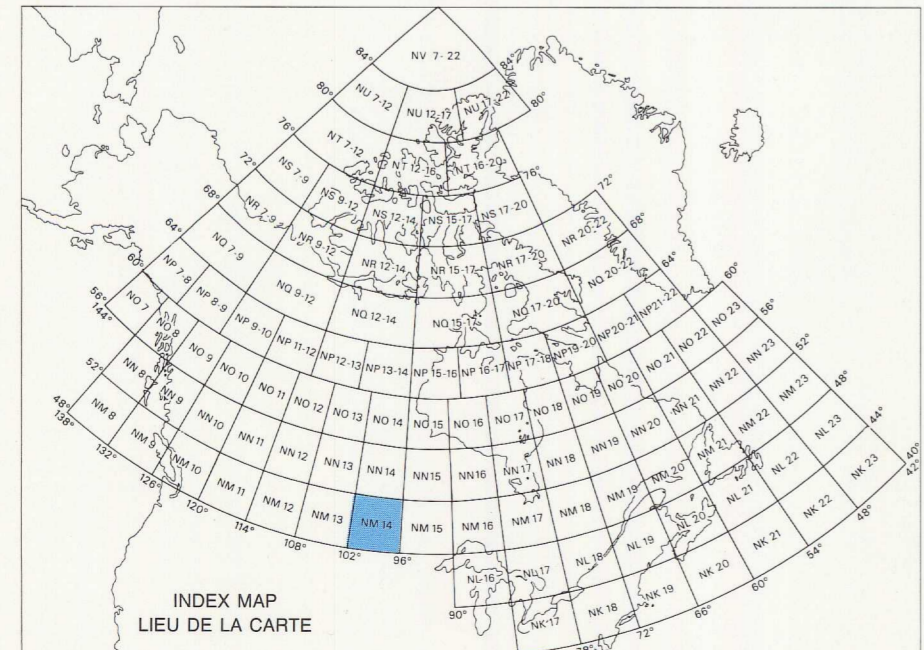 NV 7-22
84°
84°
80°
NU 7-12
NU 12-17
NU 17-22
80°
76°
NT 7-12
NT 12-16
NT 16-20
76°
72°
NS 7-9
NS 9-12
NS 12-14
NS 15-17
NS 17-20
72°
68°
NR 7-9
NR 9-12
NR 12-14
NR 15-17
NR 17-20
NR 20-22
68°
64°
NQ 7-9
NQ 9-12
NQ 12-14
NQ 15-17
NQ 17-20
NQ 20-22
64°
60°
NP 7-8
NP 8-9
NP 9-10
NP 11-12
NP12-13
NP13-14
NP 15-16
NP 16-17
NP 17-18
NP19-20
NP20-21
NP21-22
60°
56°
144°
NO 7
NO 8
NO 9
NO 10
NO 11
NO 12
NO 13
NO 14
NO 15
NO 16
NO 17
NO 18
NO 19
NO 20
NO 21
NO 22
NO 23
56°
52°
NN 8
NN 9
NN 10
NN 11
NN 12
NN 13
NN 14
NN 15
NN16
NN17
NN 18
NN 19
NN 20
NN 21
NN 22
NN 23
52°
48°
138°
NM 8
NM 9
NM 10
NM 11
NM 12
NM 13
NM 14
NM 15
NM 16
NM 17
NM 18
NM 19
NM 20
NM 21
NM 22
NM 23
48°
132°
126°
120°
114°
108°
102°
96°
NL 16
NL 17
NL 18
NL 19
NL 20
NL 21
NL 22
NL 23
44°
90°
NK 17
NK 18
NK 19
NK 20
NK 21
NK 22
NK 23
40°
42°
78°
72°
66°
60°
54°
48°
INDEX MAP
LIEU DE LA CARTE